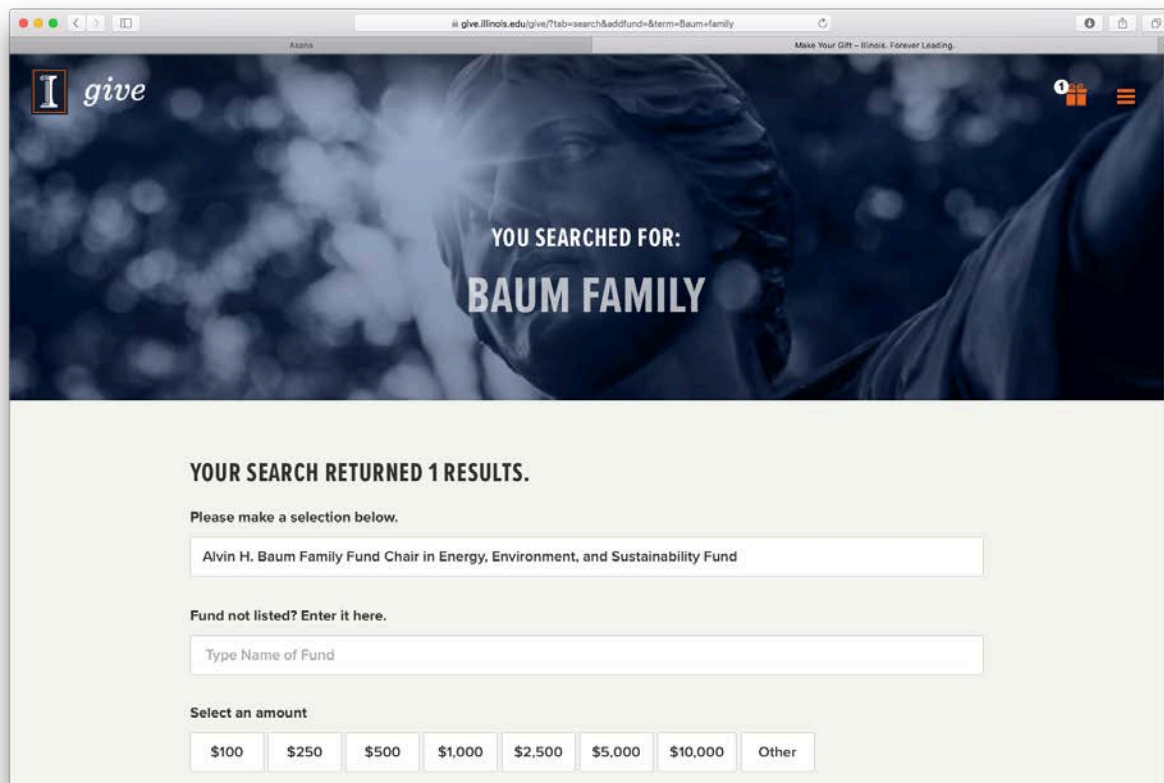 give.illinois.edu/give/?tab=search&addfund=&term=Baum+family
Asana
Make Your Gift – Illinois. Forever Leading.
I give
1
YOU SEARCHED FOR:
BAUM FAMILY
YOUR SEARCH RETURNED 1 RESULTS.
Please make a selection below.
Alvin H. Baum Family Fund Chair in Energy, Environment, and Sustainability Fund
Fund not listed? Enter it here.
Type Name of Fund
Select an amount
$100 $250 $500 $1,000 $2,500 $5,000 $10,000 Other